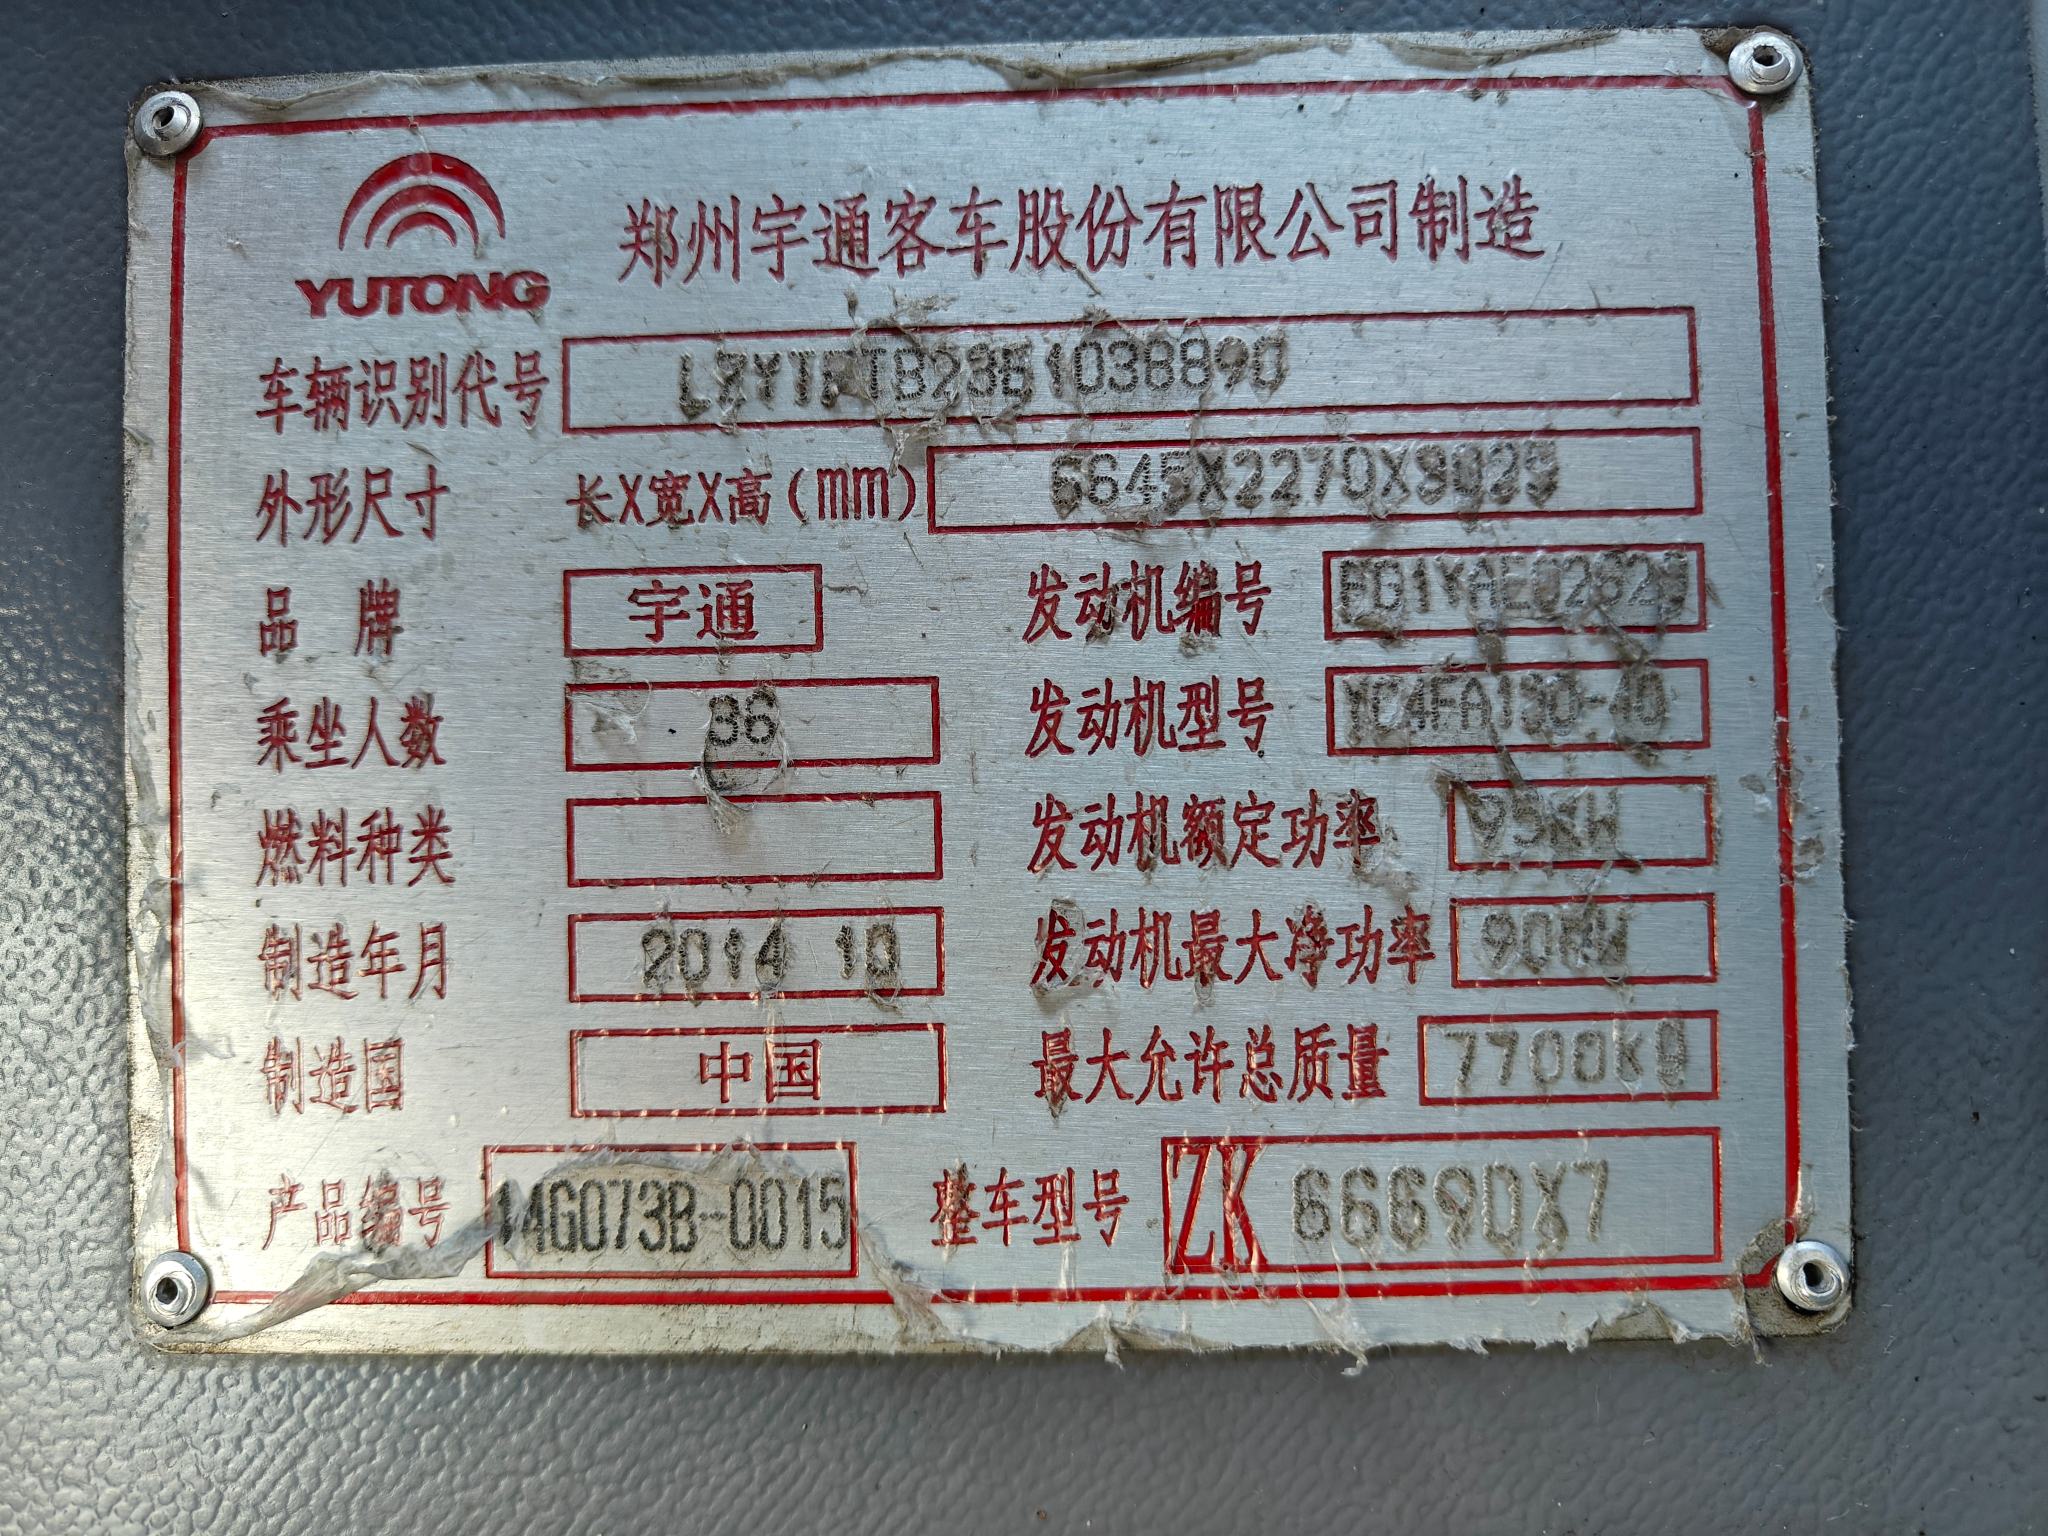 YUTONG
郑州宇通客车股份有限公司制造
车辆识别代号
外形尺寸 长X宽X高(mm)
品 牌 宇通 发动机编号
乘坐人数 36 发动机型号 YC4FA130-40
燃料种类 发动机额定功率 95KW
制造年月 2014 10 发动机最大净功率 90KW
制造国 中国 最大允许总质量 7700kg
产品编号 14G073B-0015 整车型号 ZK 6669DX7